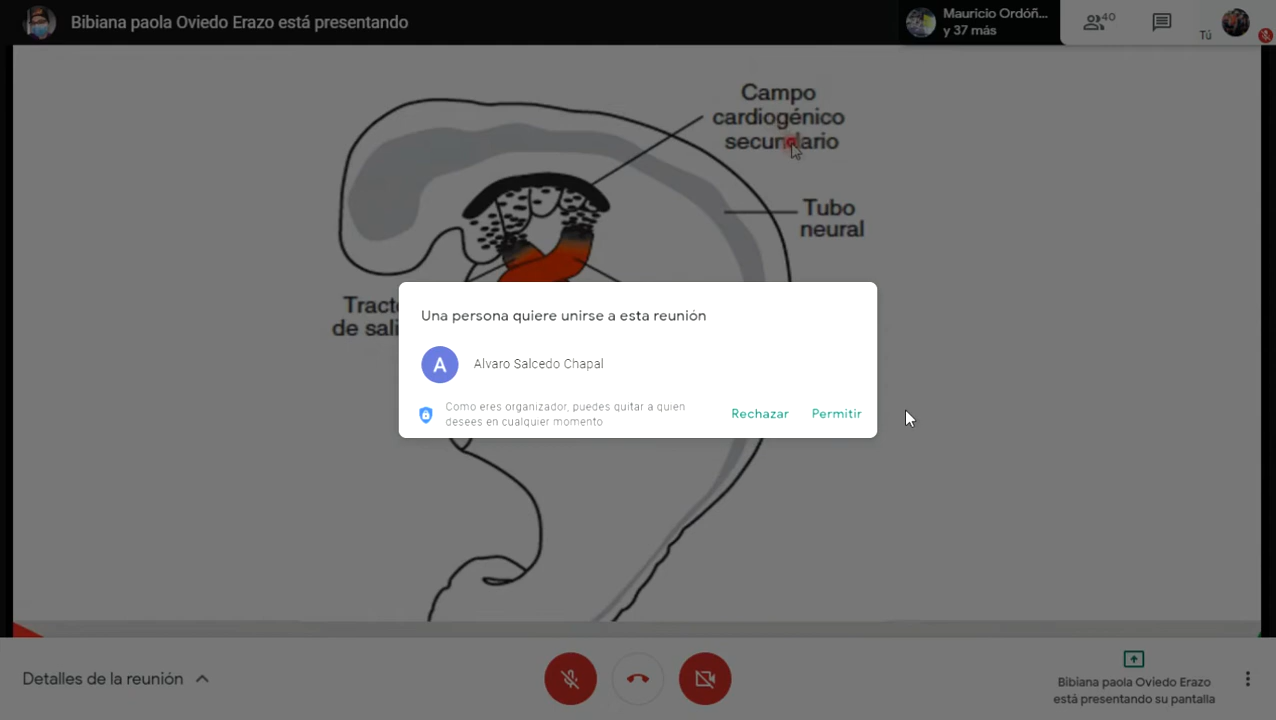 Bibiana paola Oviedo Erazo está presentando
Mauricio Ordóñ...
y 37 más
40
Tú
Campo
cardiogénico
secundario
Tubo
neural
Tracto
de sali
Una persona quiere unirse a esta reunión
A
Alvaro Salcedo Chapal
Como eres organizador, puedes quitar a quien
desees en cualquier momento
Rechazar
Permitir
Detalles de la reunión
Bibiana paola Oviedo Erazo
está presentando su pantalla